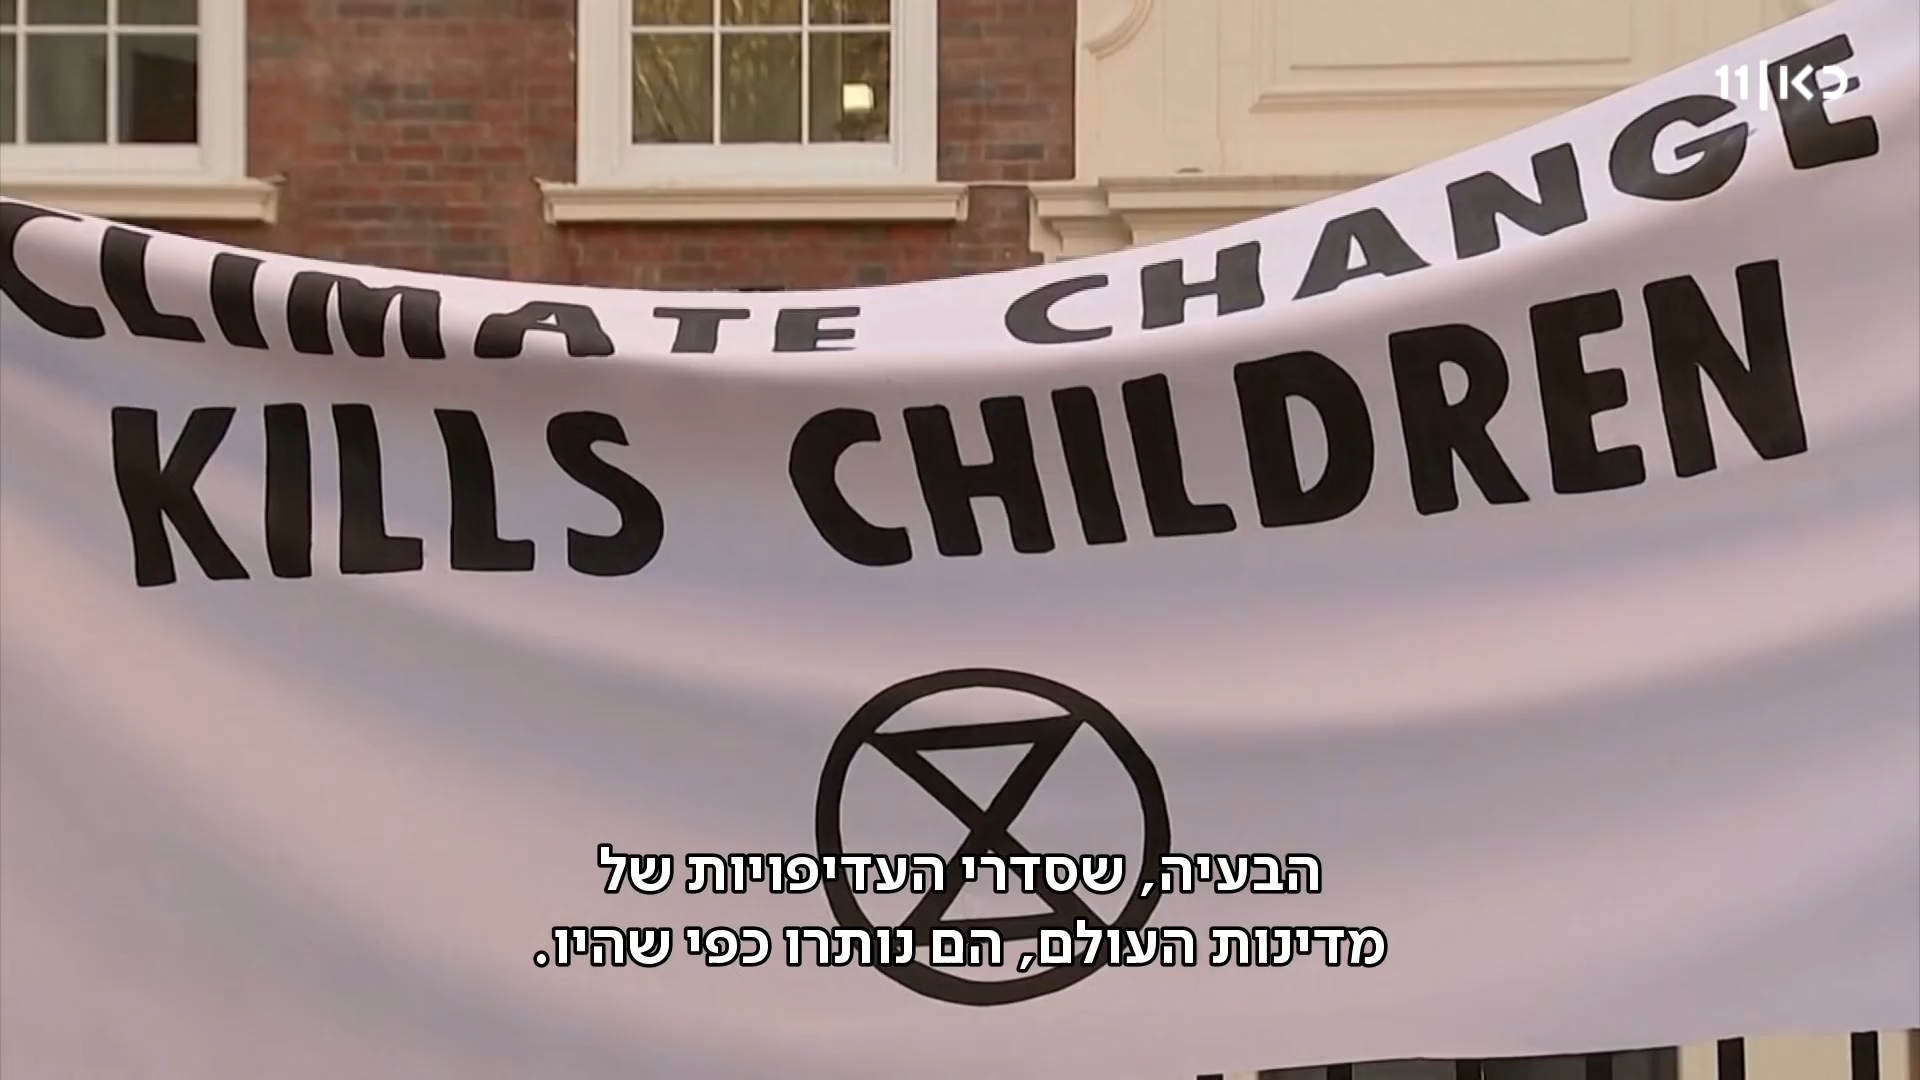 כאן 11
CLIMATE CHANGE
KILLS CHILDREN
הבעיה, שסדרי העדיפויות של
מדינות העולם, הם נותרו כפי שהיו.